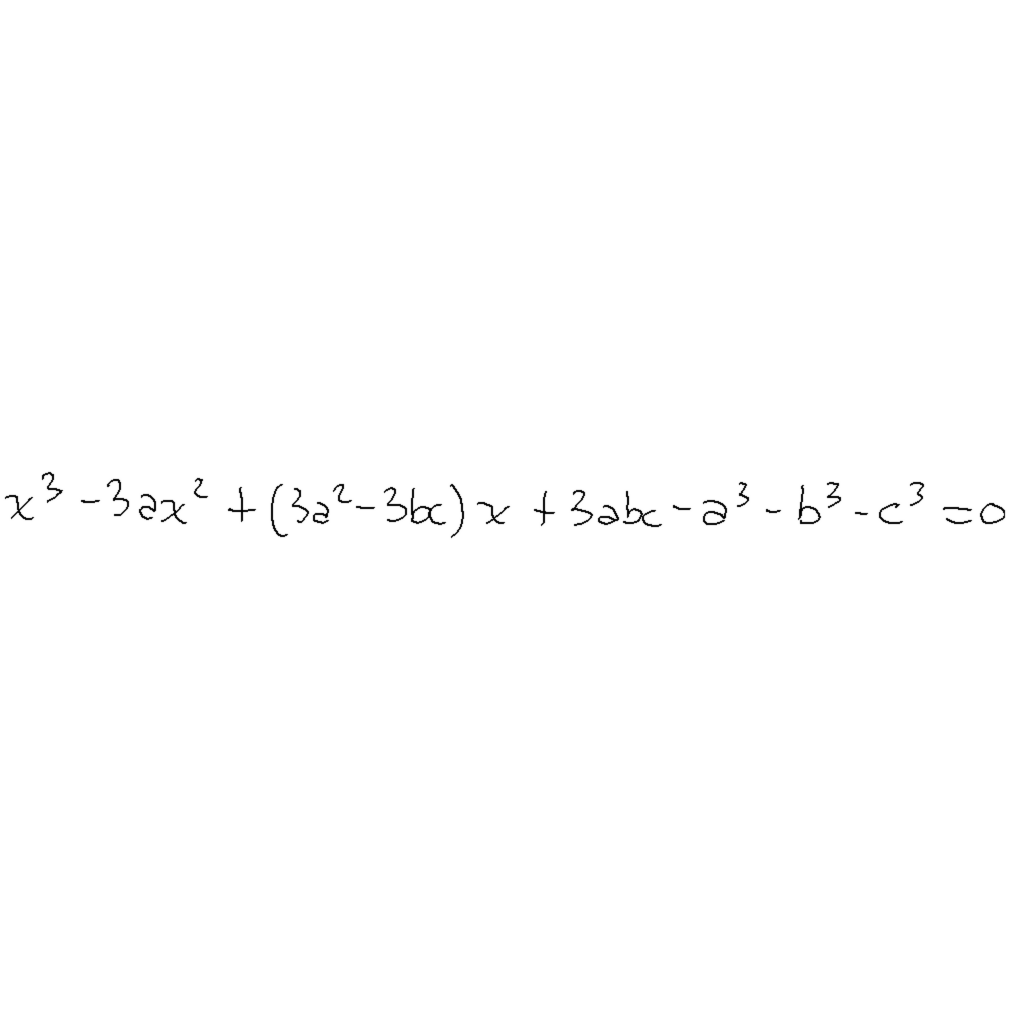 x³ - 3ax² + (3a² - 3bc)x + 3abc - a³ - b³ - c³ = 0